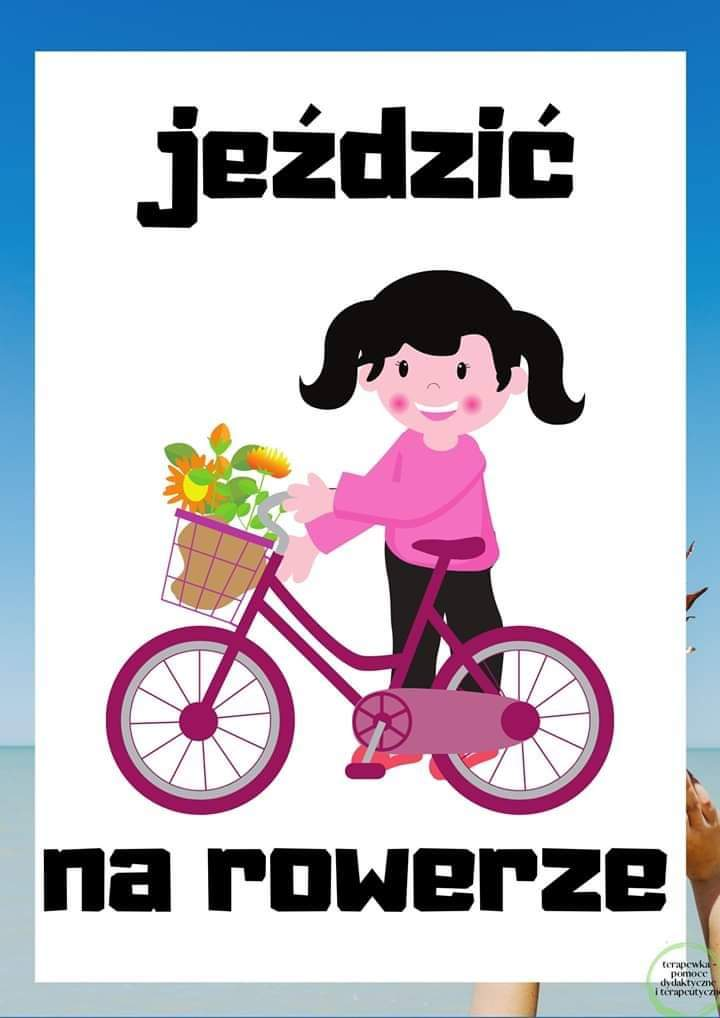 jeździć
na rowerze
terapewka -
pomoce
dydaktyczne
i terapeutyczne